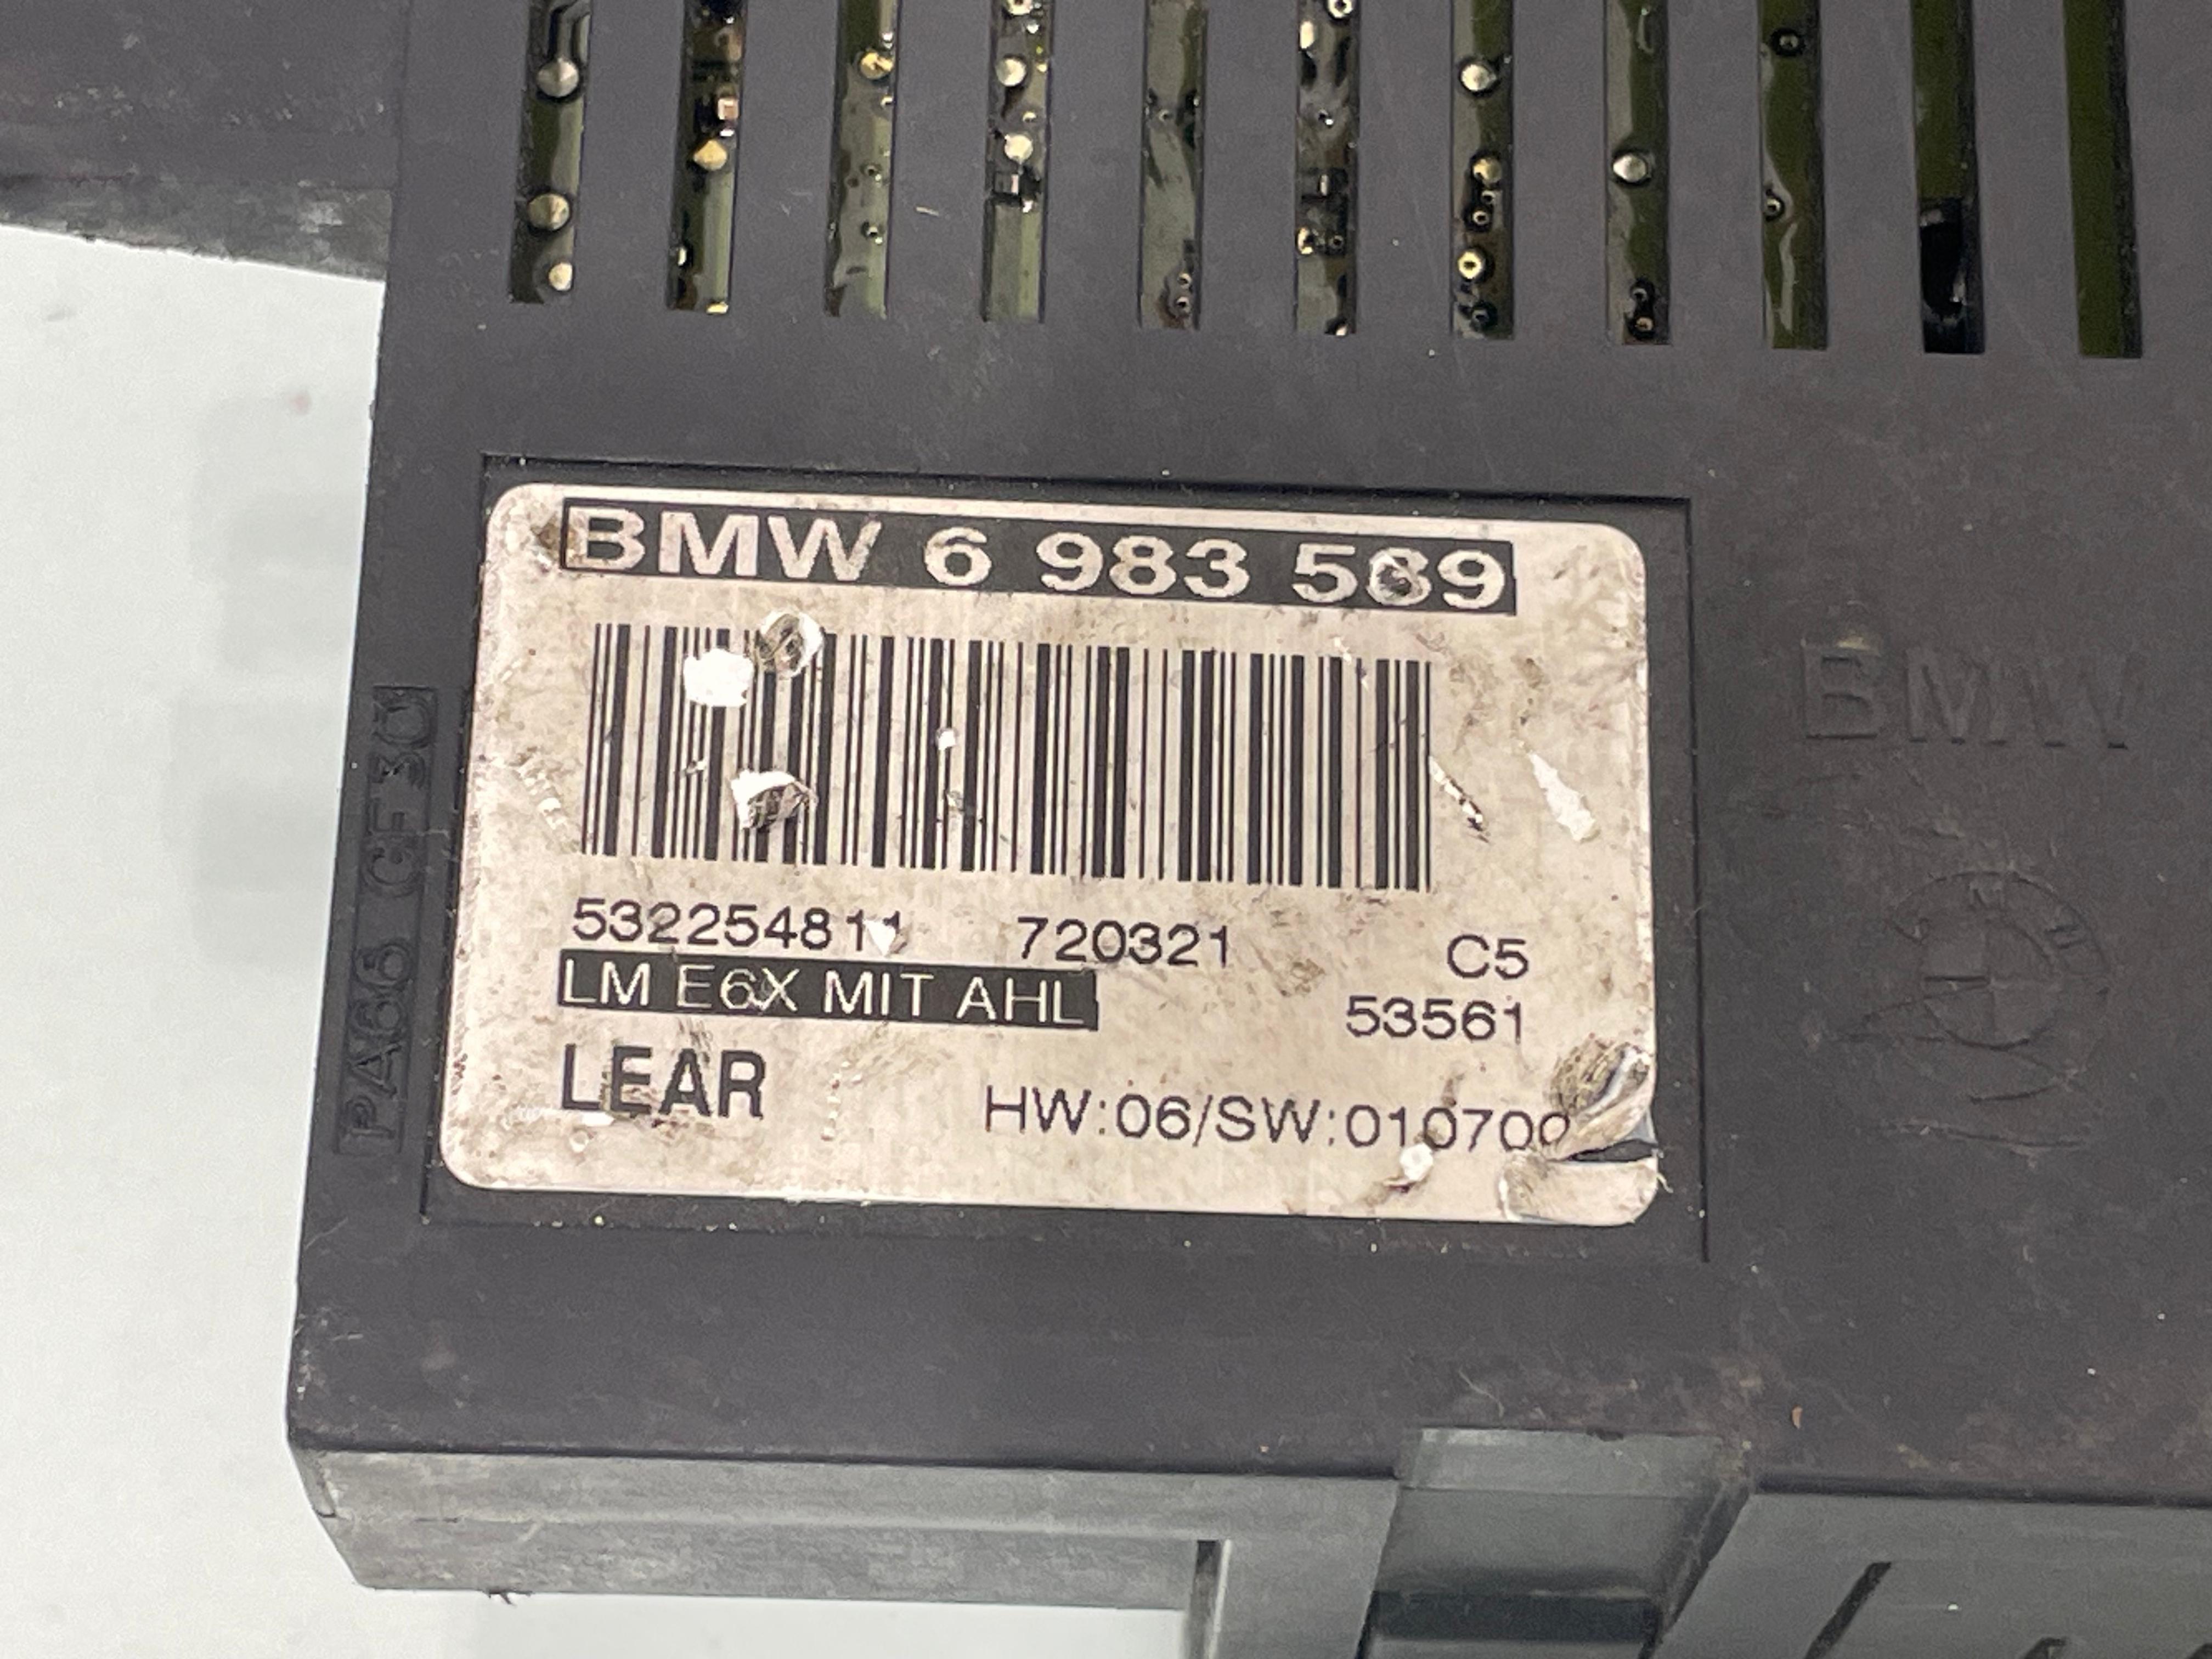 BMW 6 983 589
532254811 720321 C5
LM E6X MIT AHL 53561
LEAR HW:06/SW:010700
PA66 GF30
BMW